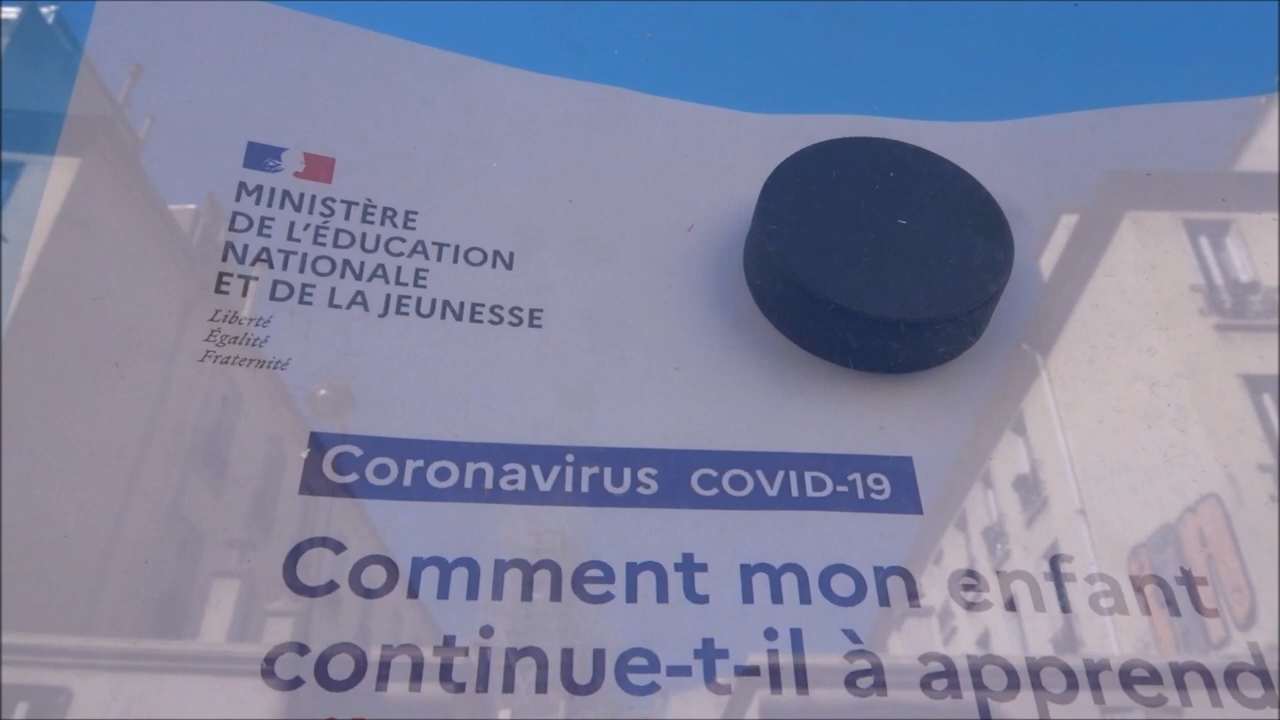 MINISTÈRE
DE L'ÉDUCATION
NATIONALE
ET DE LA JEUNESSE
Liberté
Égalité
Fraternité
Coronavirus COVID-19
Comment mon enfant
continue-t-il à apprend